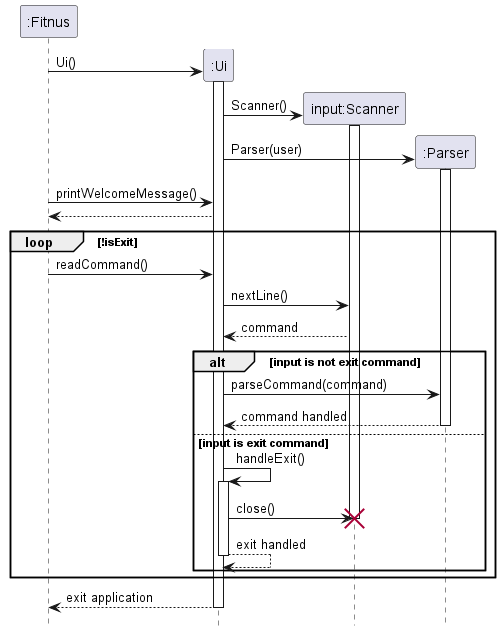 :Fitnus
Ui()
:Ui
Scanner()
input:Scanner
Parser(user)
:Parser
printWelcomeMessage()
loop [!isExit]
readCommand()
nextLine()
command
alt [input is not exit command]
parseCommand(command)
command handled
[input is exit command]
handleExit()
close()
exit handled
exit application